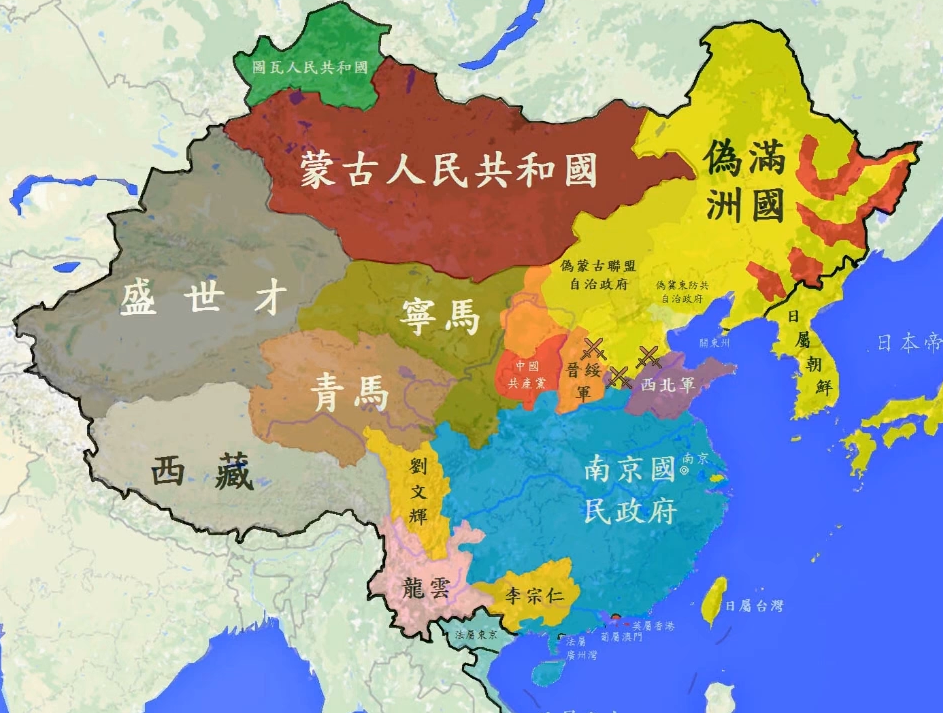 圖瓦人民共和國
蒙古人民共和國
偽滿
洲國
盛世才
寧馬
偽蒙古聯盟
自治政府
偽冀東防共
自治政府
日屬朝鮮
日本帝
關東州
中國
共產黨
晉綏
軍
西北軍
青馬
西藏
劉文輝
南京國
民政府
南京
龍雲
李宗仁
日屬台灣
英屬香港
葡屬澳門
法屬
廣州灣
法屬東京